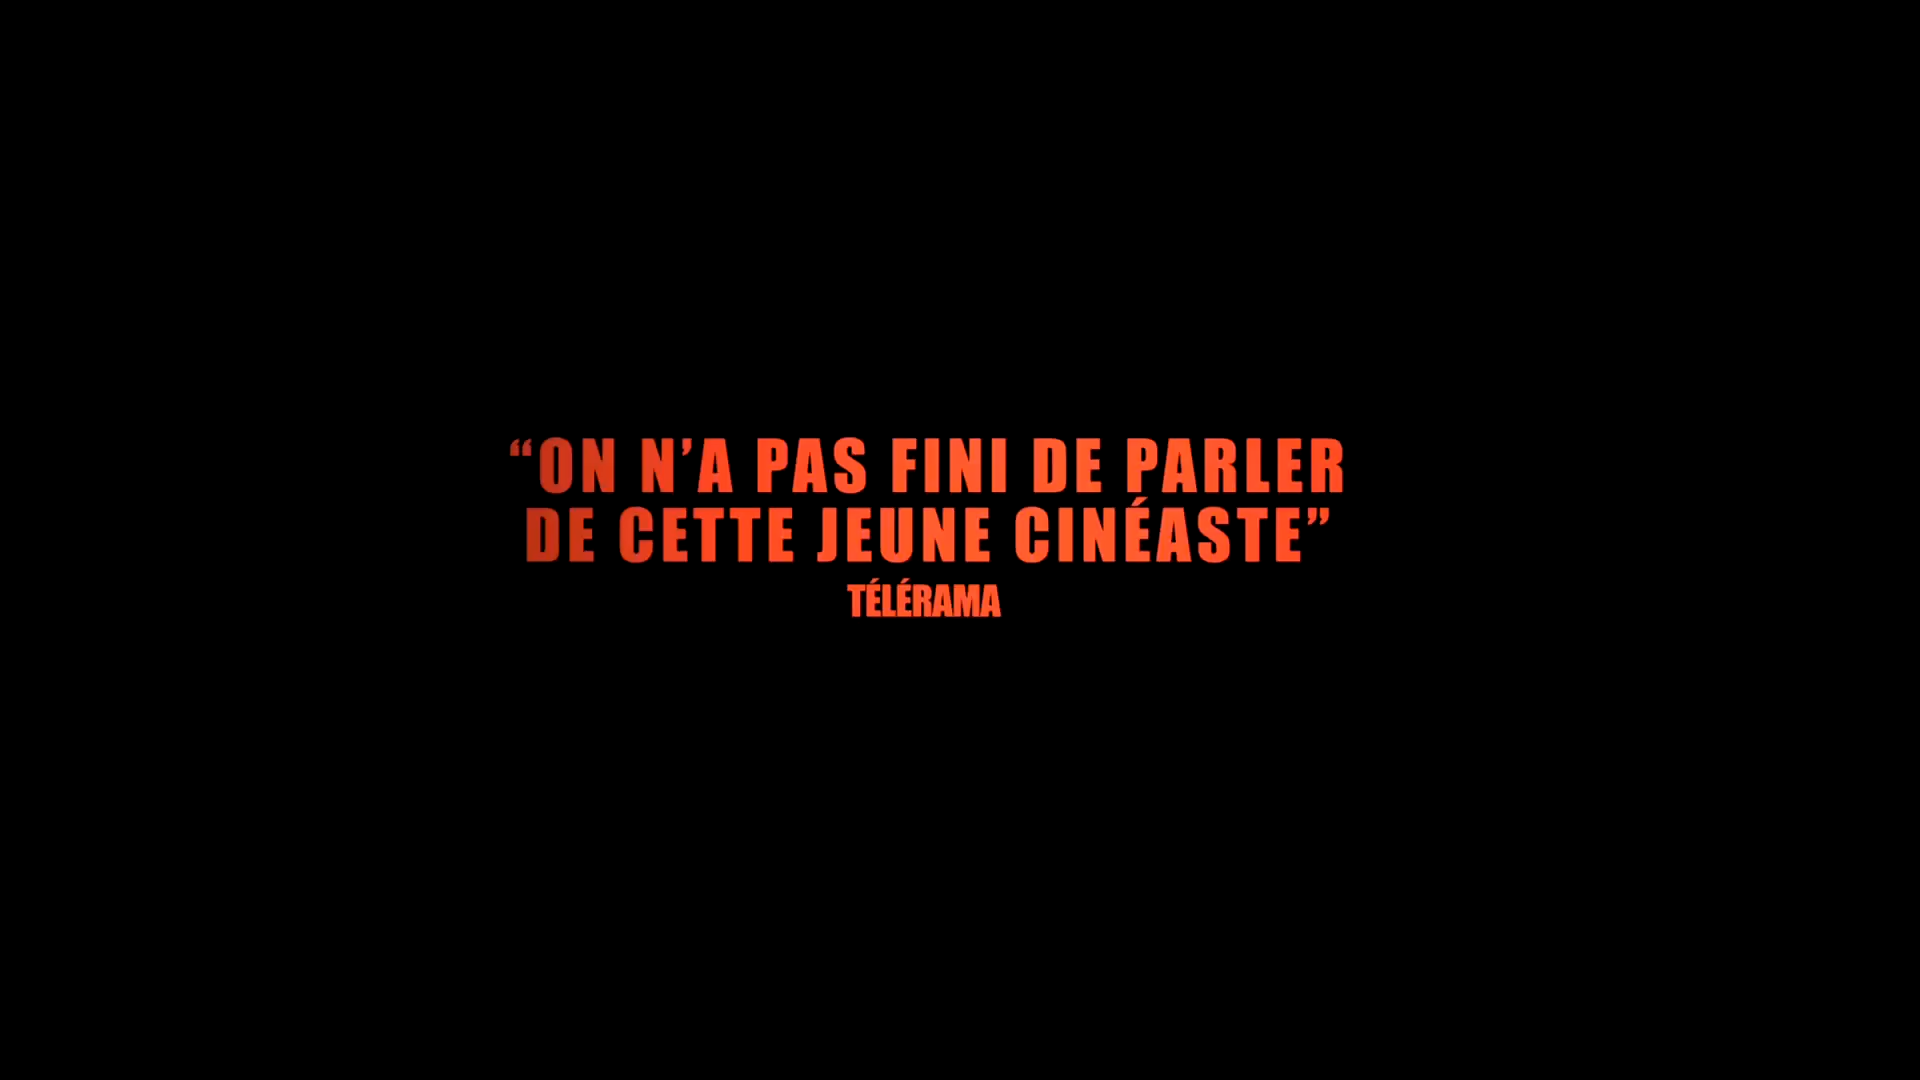 “ON N’A PAS FINI DE PARLER
DE CETTE JEUNE CINÉASTE”
TÉLÉRAMA